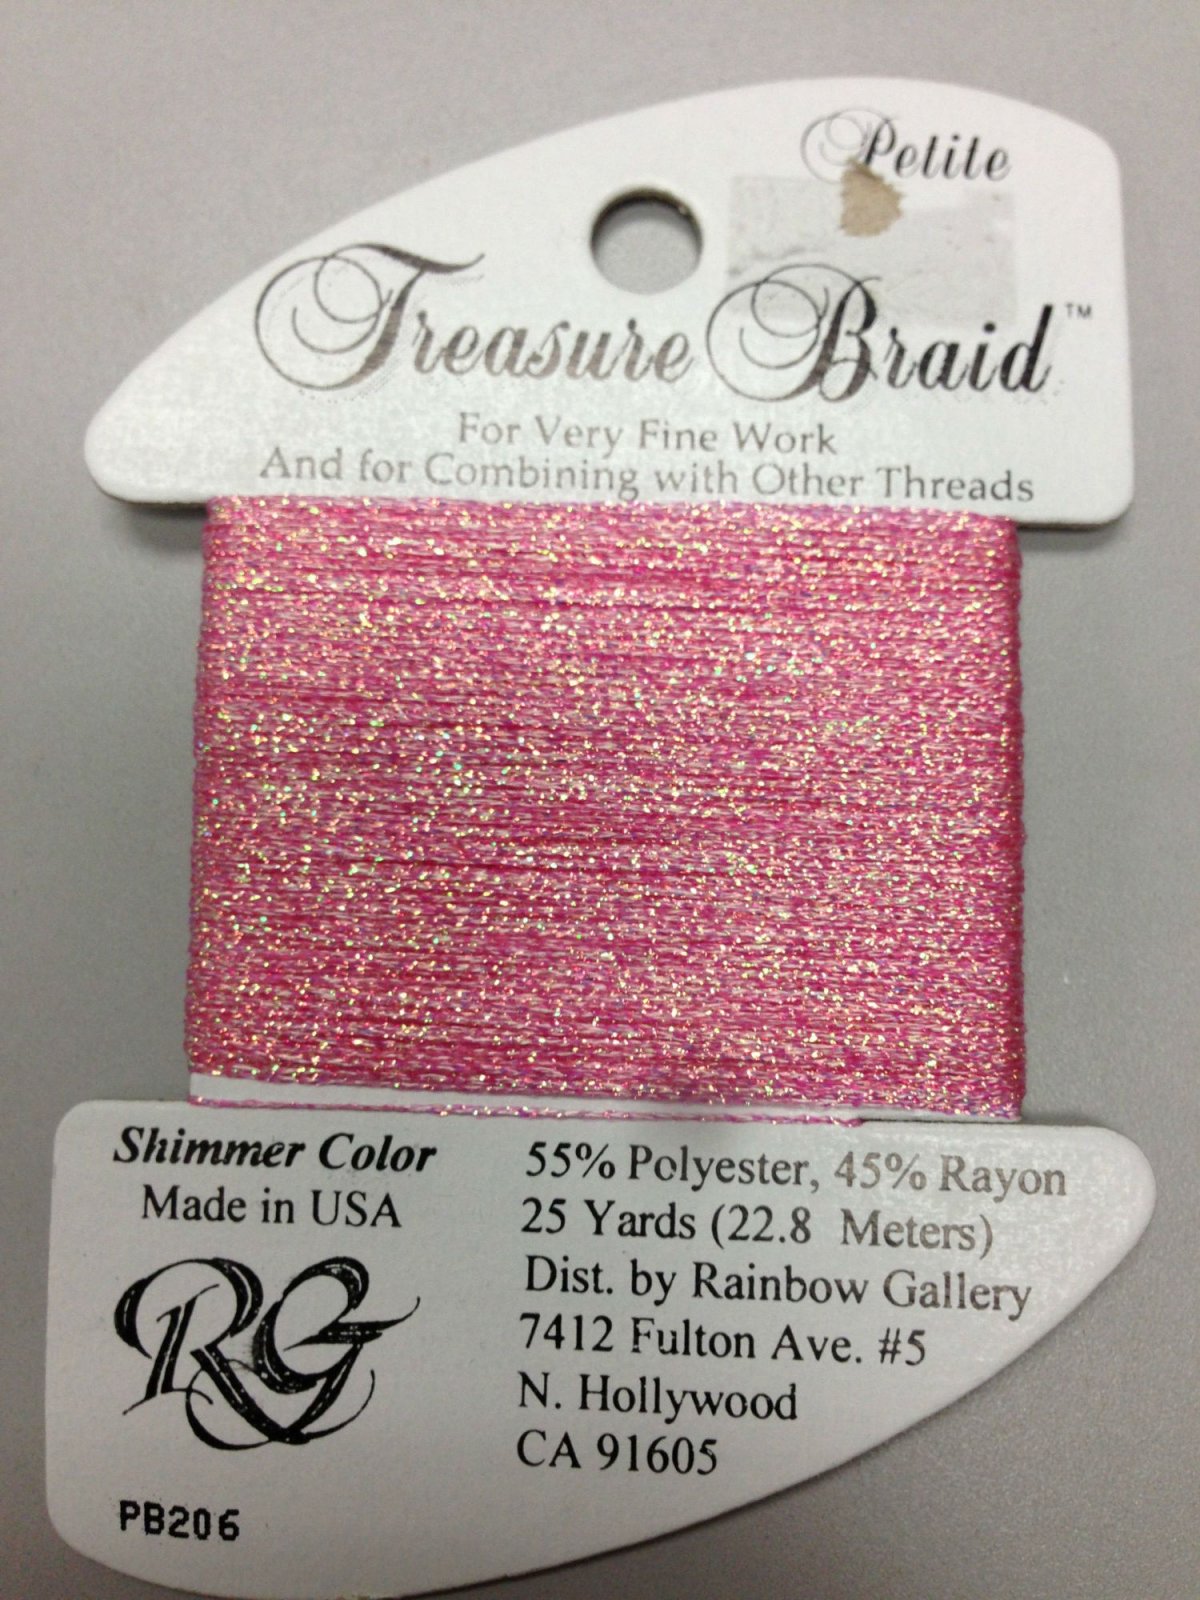 Petite
Treasure Braid™
For Very Fine Work
And for Combining with Other Threads
Shimmer Color
Made in USA
RG
PB206
55% Polyester, 45% Rayon
25 Yards (22.8 Meters)
Dist. by Rainbow Gallery
7412 Fulton Ave. #5
N. Hollywood
CA 91605